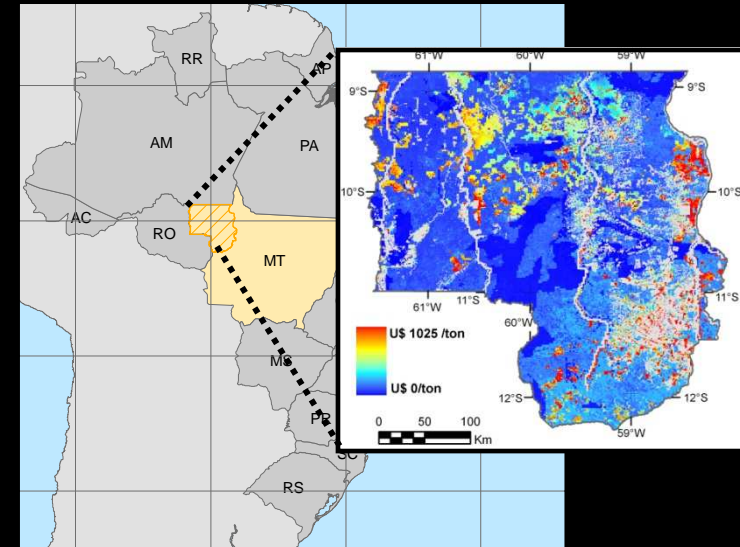 RR
AP
AM
PA
AC
RO
MT
MS
PR
SC
RS
61°W
60°W
59°W
9°S
9°S
10°S
10°S
61°W
11°S
11°S
60°W
U$ 1025 /ton
U$ 0/ton
12°S
12°S
59°W
0 50 100
Km